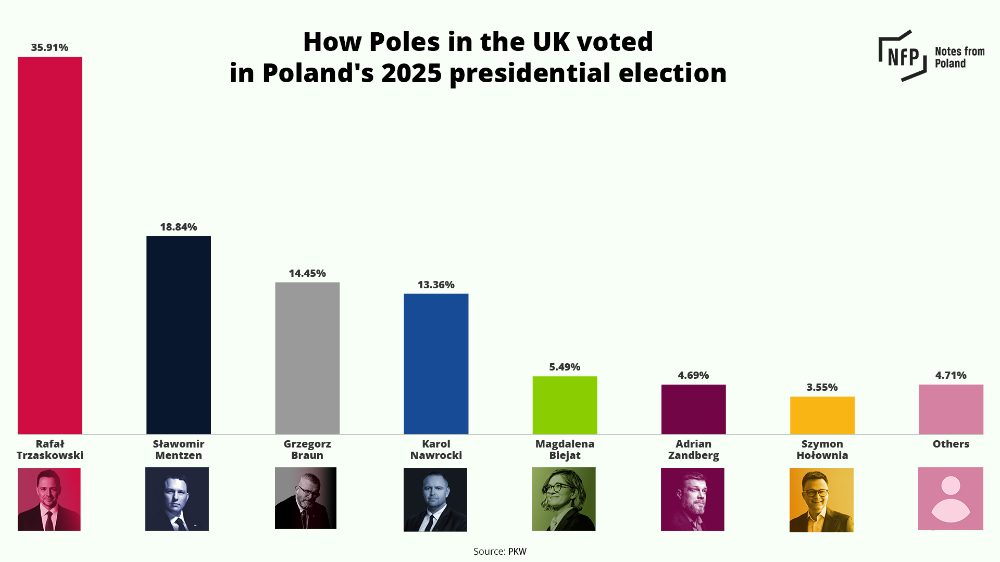 How Poles in the UK voted
in Poland's 2025 presidential election
NFP
Notes from
Poland
35.91%
18.84%
14.45%
13.36%
5.49%
4.69%
3.55%
4.71%
Rafał
Trzaskowski
Sławomir
Mentzen
Grzegorz
Braun
Karol
Nawrocki
Magdalena
Biejat
Adrian
Zandberg
Szymon
Hołownia
Others
Source: PKW